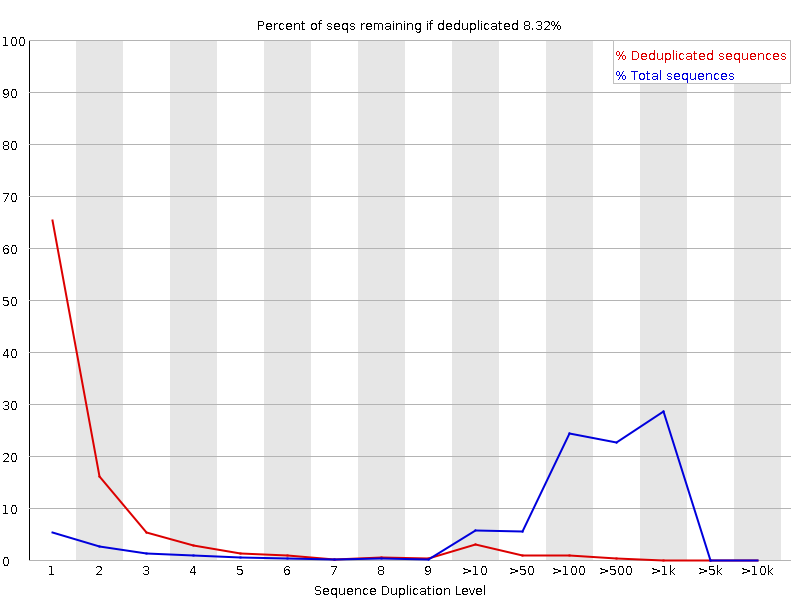 Percent of seqs remaining if deduplicated 8.32%
% Deduplicated sequences
% Total sequences
100
90
80
70
60
50
40
30
20
10
0
1 2 3 4 5 6 7 8 9 >10 >50 >100 >500 >1k >5k >10k
Sequence Duplication Level